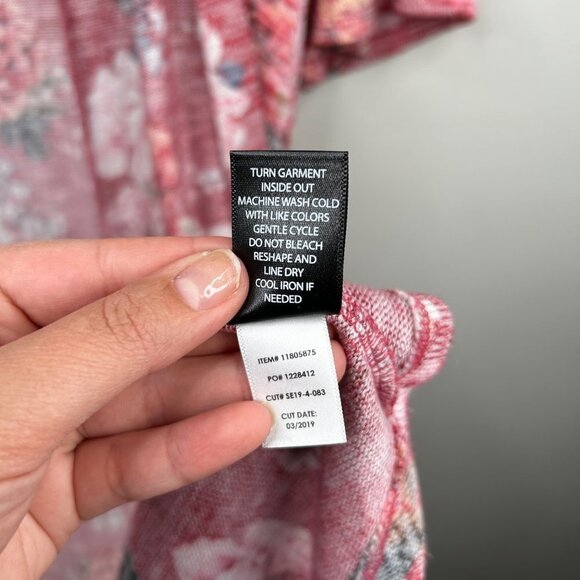 TURN GARMENT
INSIDE OUT
MACHINE WASH COLD
WITH LIKE COLORS
GENTLE CYCLE
DO NOT BLEACH
RESHAPE AND
LINE DRY
COOL IRON IF
NEEDED
ITEM# 11805875
PO# 1228412
CUT# SE19-4-083
CUT DATE:
03/2019